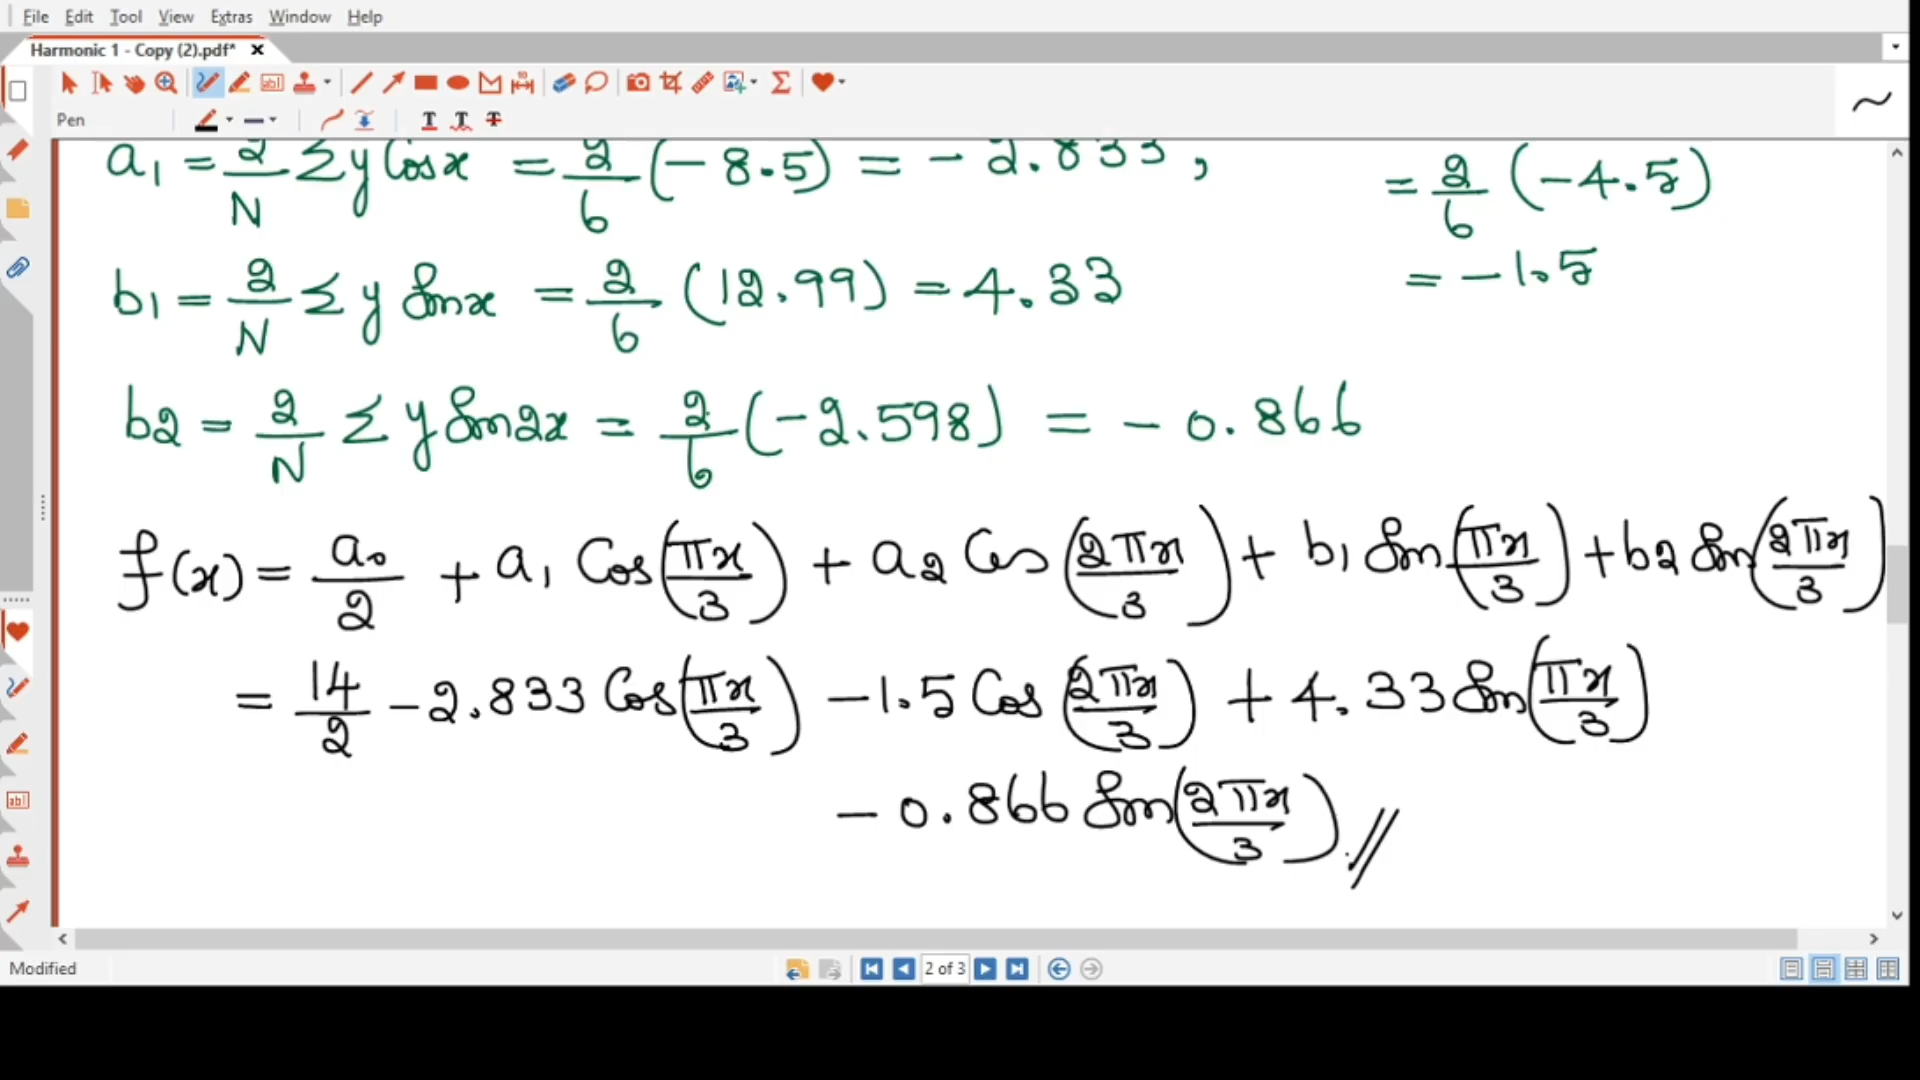 File Edit Tool View Extras Window Help
Harmonic 1 - Copy (2).pdf* ×
Pen
a1 = 2/N Σ y Cos x = 2/6 (-8.5) = -2.833,
= 2/6 (-4.5)
= -1.5
b1 = 2/N Σ y Sin x = 2/6 (12.99) = 4.33
b2 = 2/N Σ y Sin 2x = 2/6 (-2.598) = -0.866
f(x) = a0/2 + a1 Cos(πx/3) + a2 Cos(2πx/3) + b1 Sin(πx/3) + b2 Sin(2πx/3)
= 14/2 - 2.833 Cos(πx/3) - 1.5 Cos(2πx/3) + 4.33 Sin(πx/3)
- 0.866 Sin(2πx/3) //
Modified
2 of 3